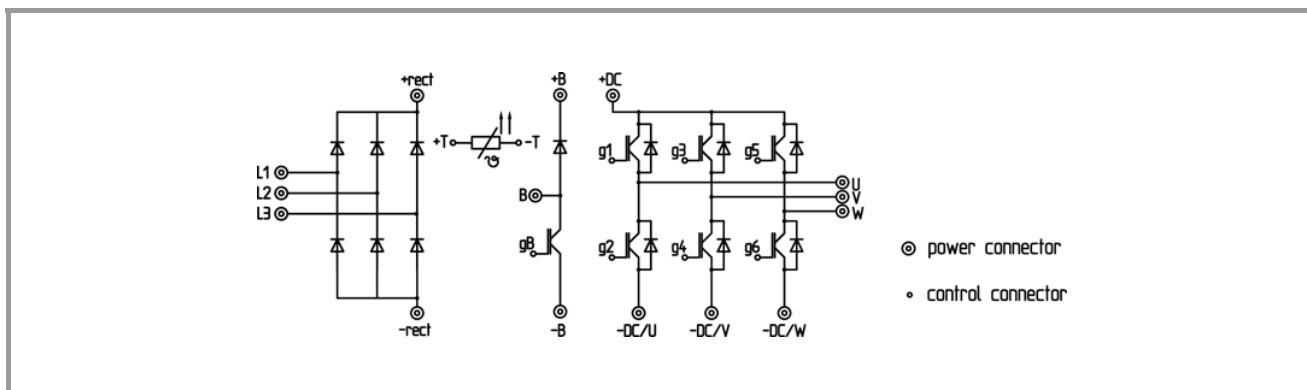 +rect
+B
+DC
+T
-T
ϑ
g1
g3
g5
L1
L2
L3
B
U
V
W
gB
g2
g4
g6
power connector
control connector
-rect
-B
-DC/U
-DC/V
-DC/W